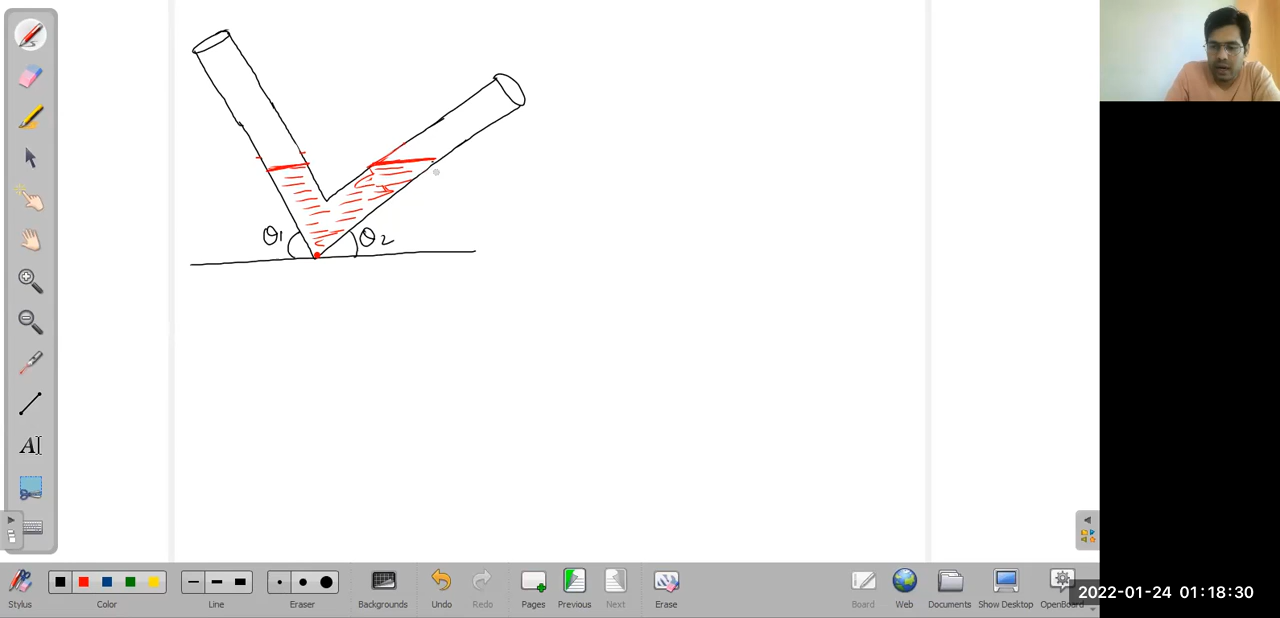 θ1
θ2
A
Stylus
Color
Line
Eraser
Backgrounds
Undo
Redo
Pages
Previous
Next
Erase
Board
Web
Documents
Show Desktop
OpenBoard
2022-01-24 01:18:30